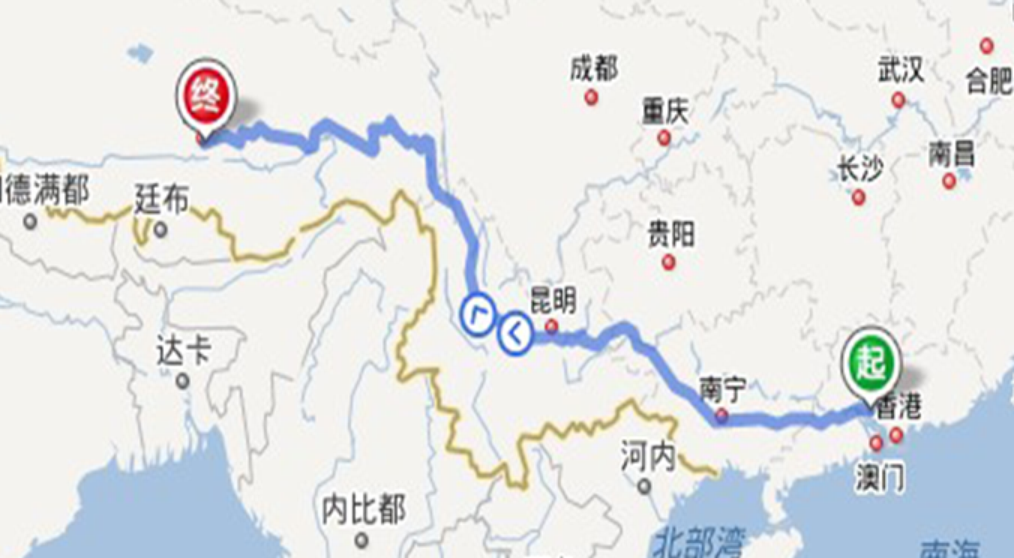 终
成都
武汉
合肥
重庆
长沙
南昌
德满都
廷布
贵阳
昆明
达卡
起
南宁
香港
河内
澳门
内比都
北部湾
南海